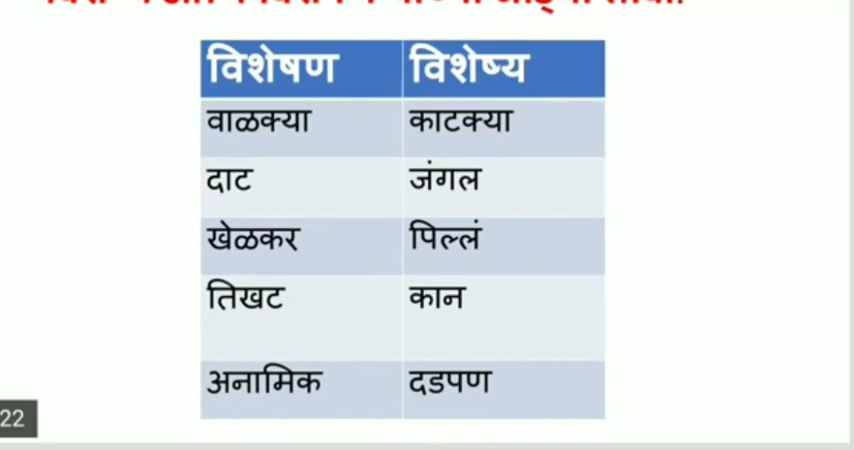 विशेषण विशेष्य
वाळक्या काटक्या
दाट जंगल
खेळकर पिल्लं
तिखट कान
अनामिक दडपण
22